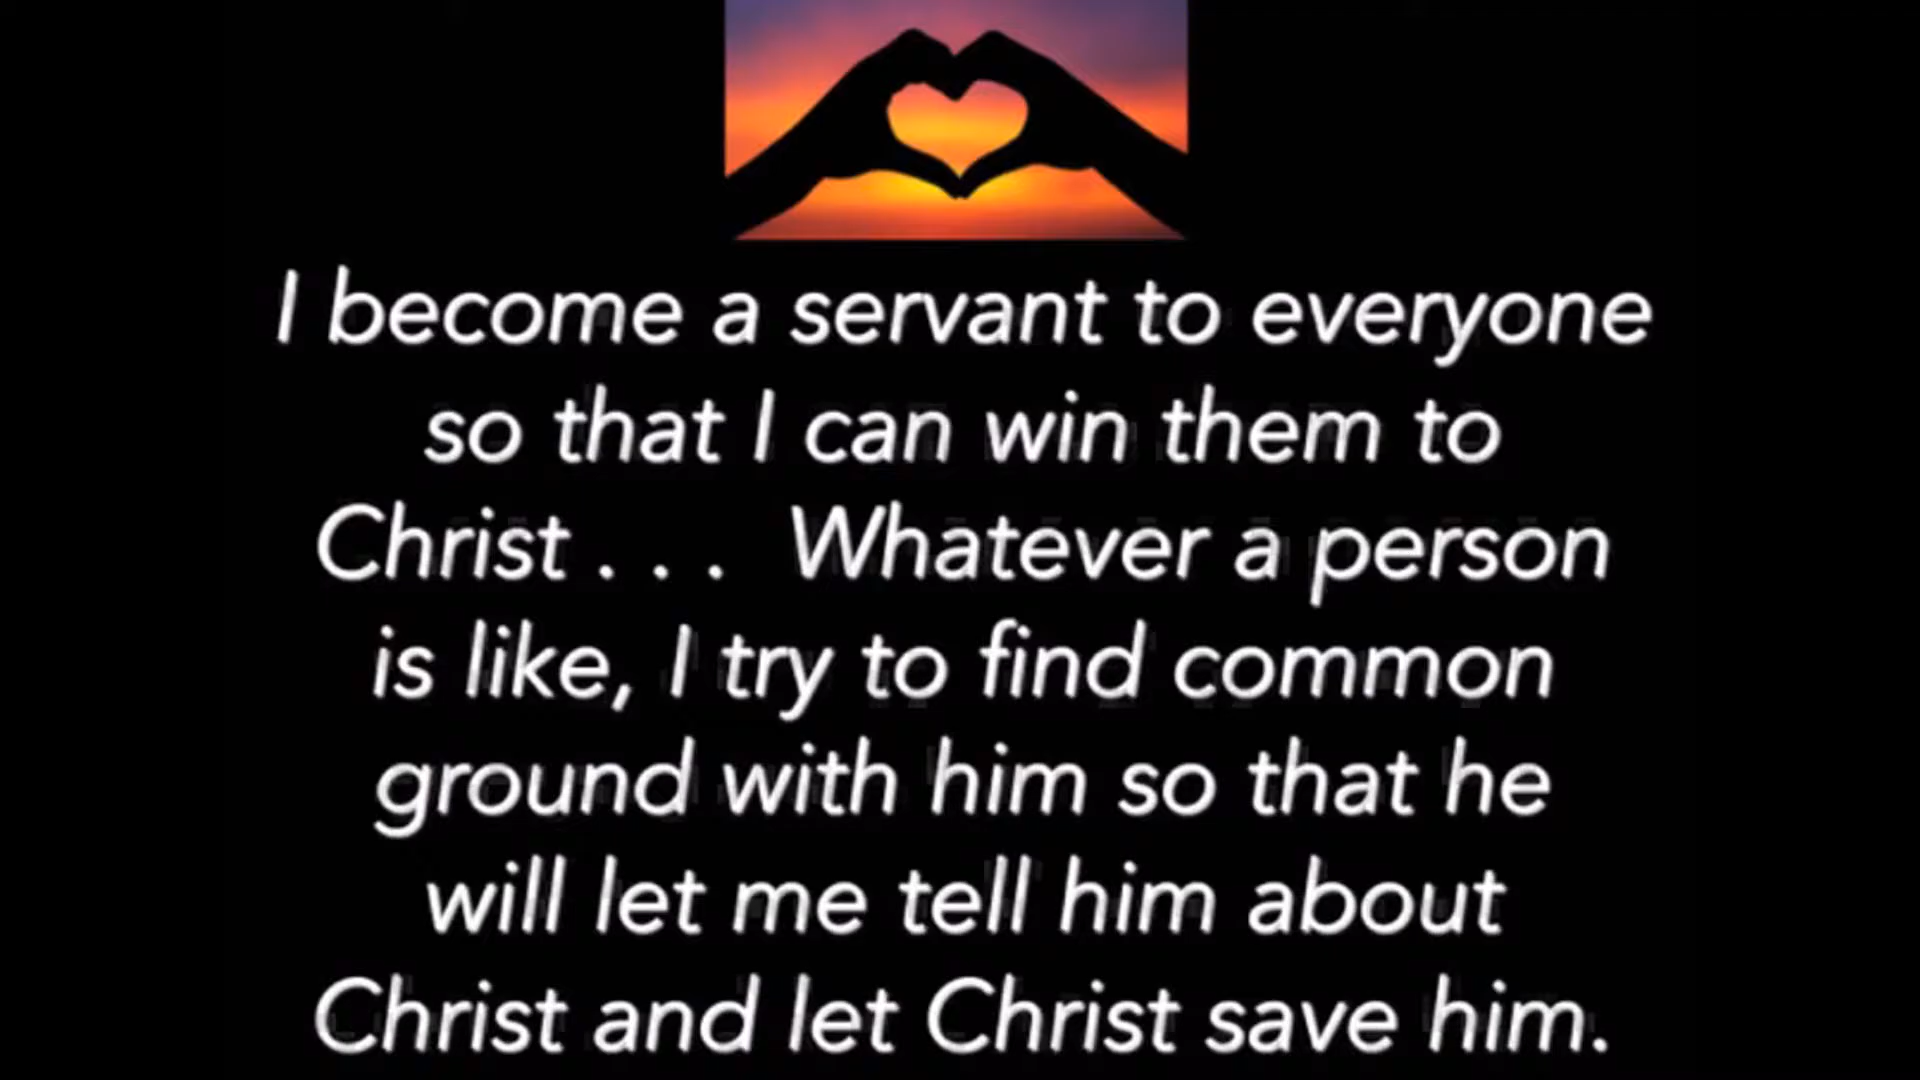 I become a servant to everyone
so that I can win them to
Christ . . . Whatever a person
is like, I try to find common
ground with him so that he
will let me tell him about
Christ and let Christ save him.